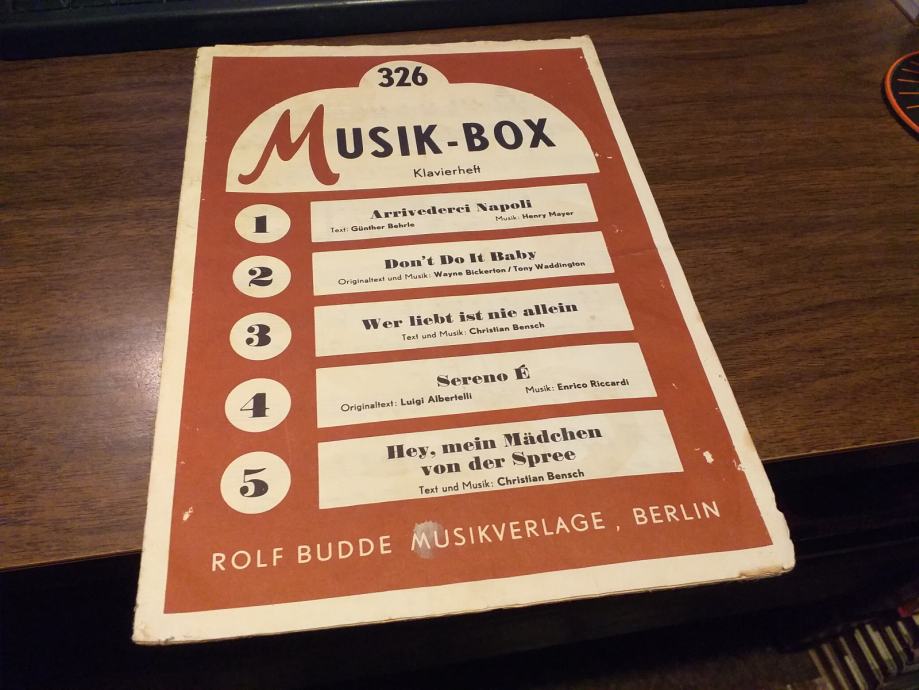 326
MUSIK-BOX
Klavierheft
1
Arrivederci Napoli
Text: Günther Behrle Musik: Henry Mayer
2
Don't Do It Baby
Originaltext und Musik: Wayne Bickerton / Tony Waddington
3
Wer liebt ist nie allein
Text und Musik: Christian Bensch
4
Sereno É
Originaltext: Luigi Albertelli Musik: Enrico Riccardi
5
Hey, mein Mädchen
von der Spree
Text und Musik: Christian Bensch
ROLF BUDDE MUSIKVERLAGE, BERLIN